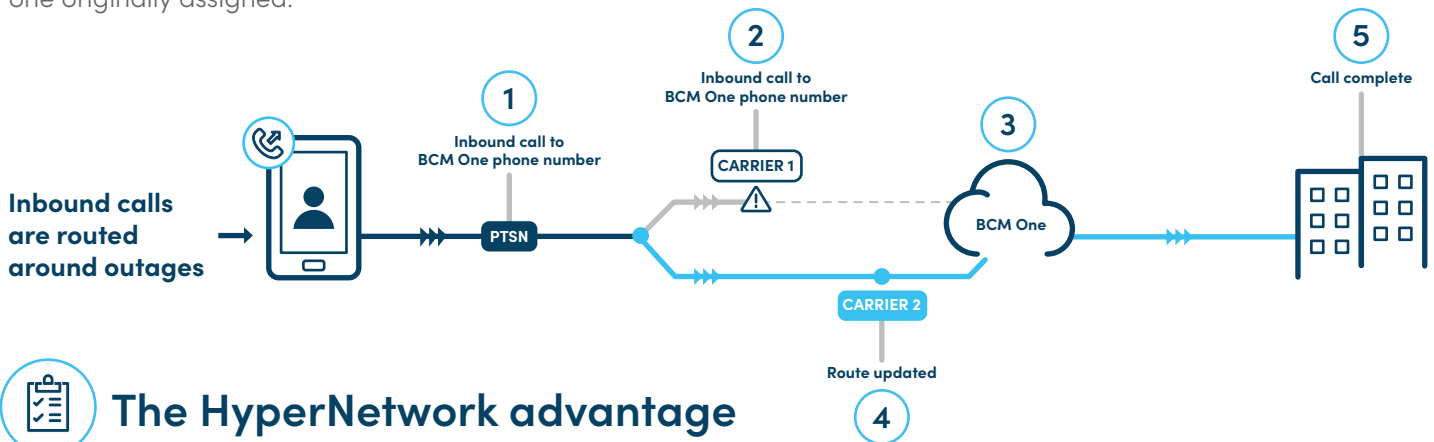 one originally assigned.
2
Inbound call to
BCM One phone number
5
Call complete
1
Inbound call to
BCM One phone number
3
CARRIER 1
Inbound calls
are routed
around outages
PTSN
BCM One
CARRIER 2
Route updated
4
The HyperNetwork advantage